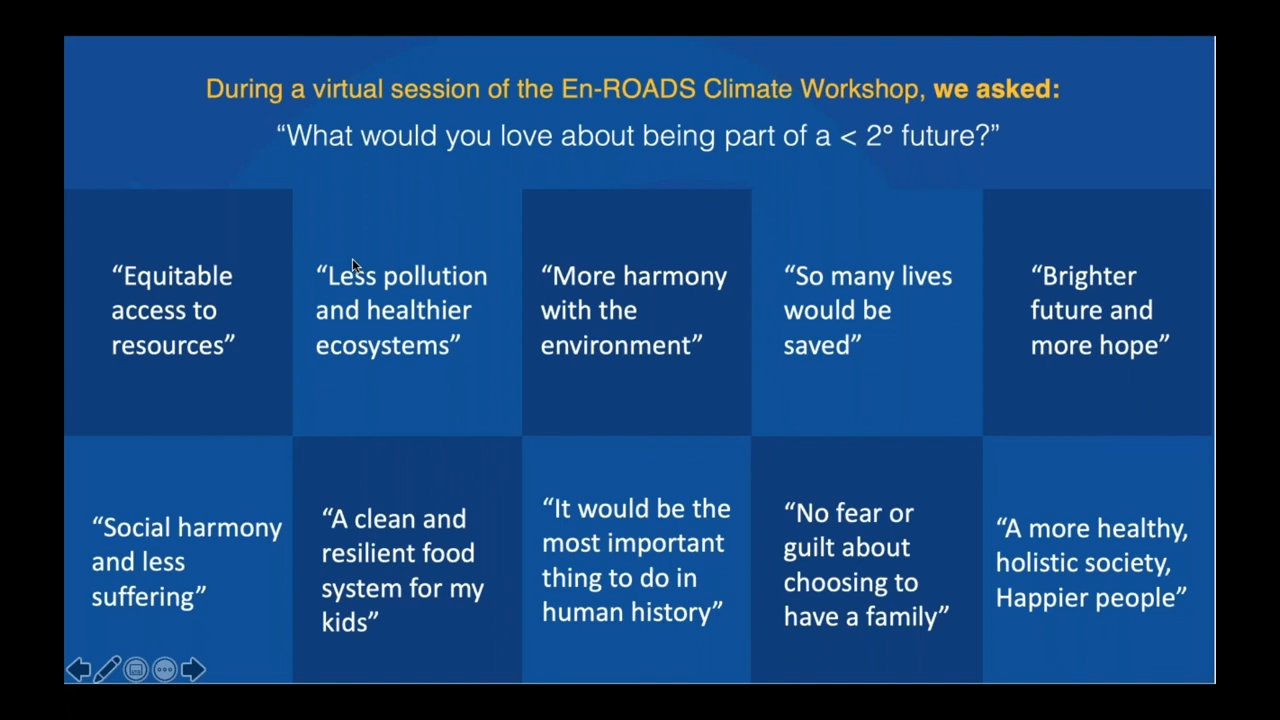 During a virtual session of the En-ROADS Climate Workshop, we asked:
“What would you love about being part of a < 2° future?”
“Equitable
access to
resources”
“Less pollution
and healthier
ecosystems”
“More harmony
with the
environment”
“So many lives
would be
saved”
“Brighter
future and
more hope”
“Social harmony
and less
suffering”
“A clean and
resilient food
system for my
kids”
“It would be the
most important
thing to do in
human history”
“No fear or
guilt about
choosing to
have a family”
“A more healthy,
holistic society,
Happier people”